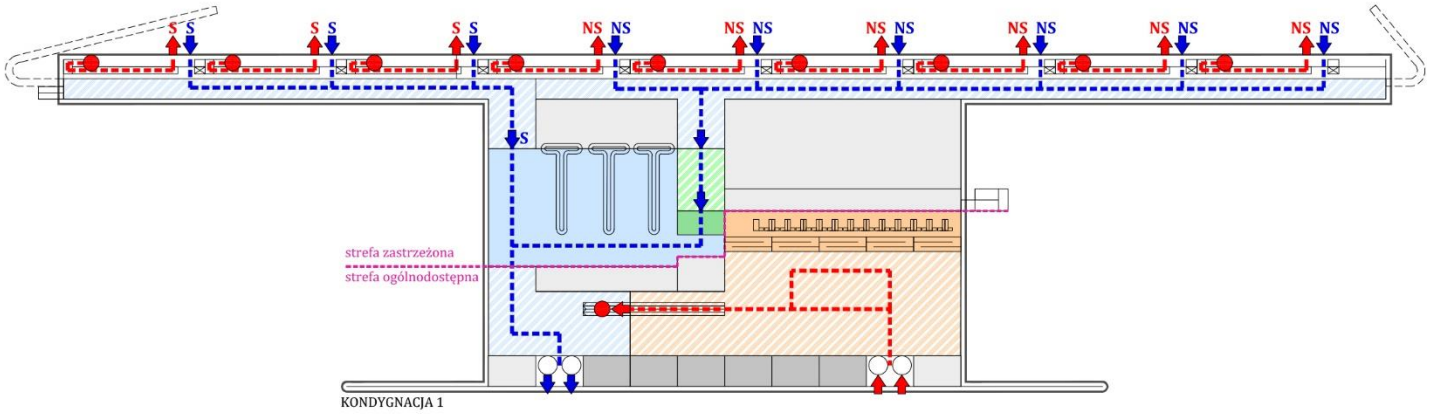 S S S S S S NS NS NS NS NS NS NS NS NS NS NS NS
S
strefa zastrzeżona
strefa ogólnodostępna
KONDYGNACJA 1